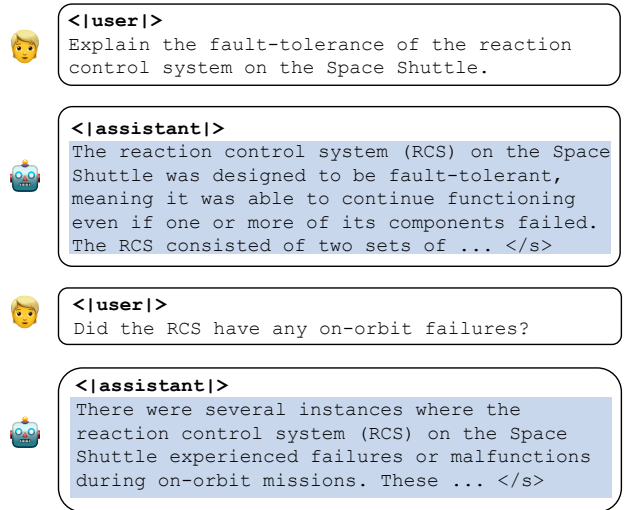 <|user|>
Explain the fault-tolerance of the reaction
control system on the Space Shuttle.
<|assistant|>
The reaction control system (RCS) on the Space
Shuttle was designed to be fault-tolerant,
meaning it was able to continue functioning
even if one or more of its components failed.
The RCS consisted of two sets of ... </s>
<|user|>
Did the RCS have any on-orbit failures?
<|assistant|>
There were several instances where the
reaction control system (RCS) on the Space
Shuttle experienced failures or malfunctions
during on-orbit missions. These ... </s>